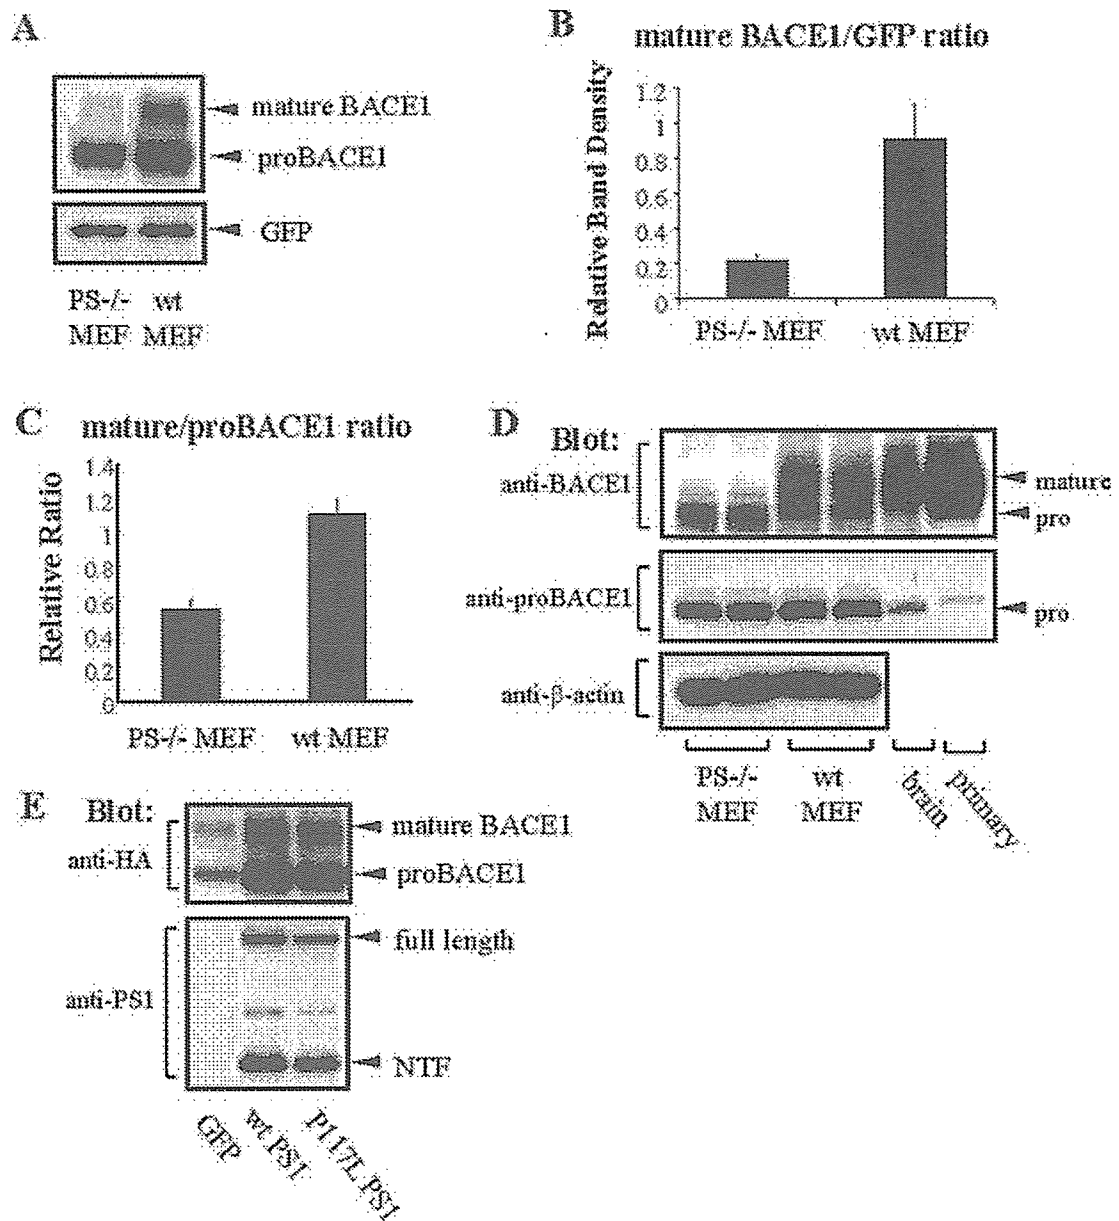 A
mature BACE1
proBACE1
GFP
PS-/- wt
MEF MEF
B
mature BACE1/GFP ratio
Relative Band Density
1.2
1
0.8
0.6
0.4
0.2
0
PS-/- MEF wt MEF
C
mature/proBACE1 ratio
Relative Ratio
1.4
1.2
1
0.8
0.6
0.4
0.2
0
PS-/- MEF wt MEF
D
Blot:
anti-BACE1
mature
pro
anti-proBACE1
pro
anti-β-actin
PS-/- wt brain primary
MEF MEF
E
Blot:
anti-HA
mature BACE1
proBACE1
full length
anti-PS1
NTF
GFP wt PS1 P117L PS1